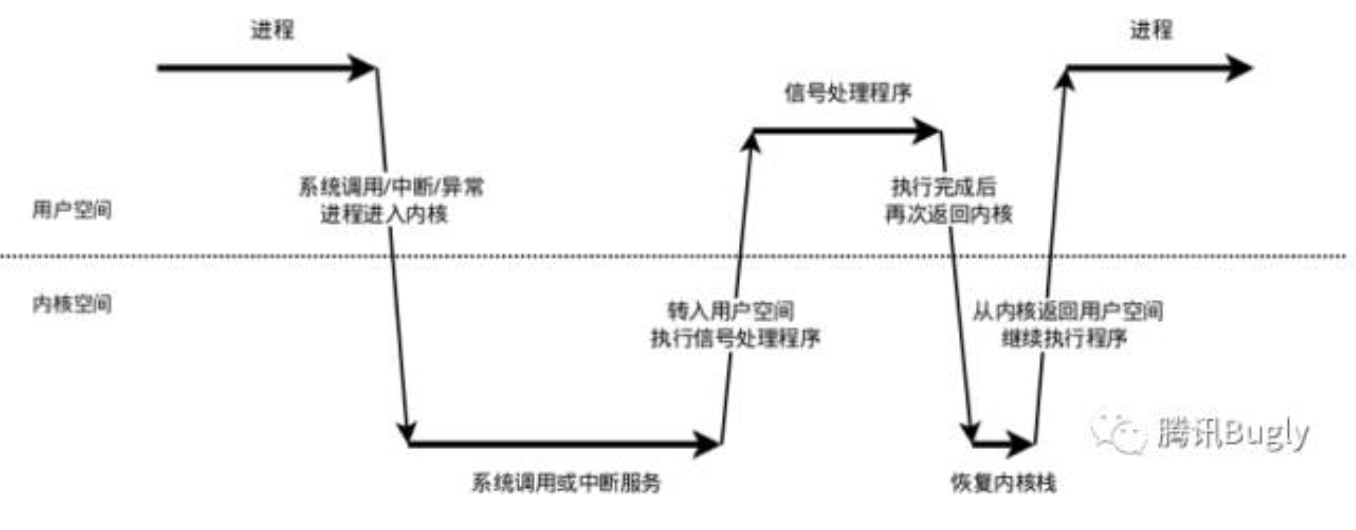 进程
进程
信号处理程序
系统调用/中断/异常
进程进入内核
执行完成后
再次返回内核
用户空间
内核空间
转入用户空间
执行信号处理程序
从内核返回用户空间
继续执行程序
腾讯Bugly
系统调用或中断服务
恢复内核栈